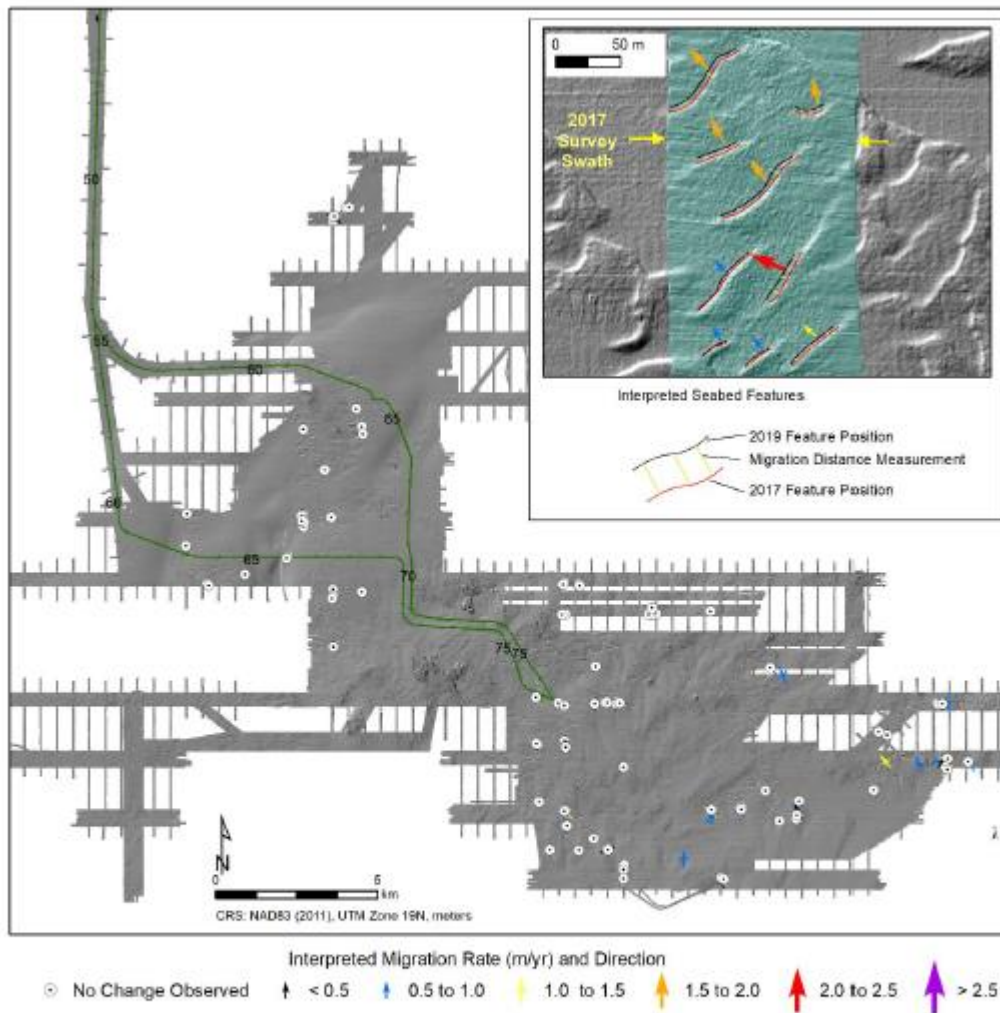 0 50 m
2017
Survey
Swath
Interpreted Seabed Features
2019 Feature Position
Migration Distance Measurement
2017 Feature Position
50
55
60
65
60
65
70
75
75
N
0 5
km
CRS: NAD83 (2011), UTM Zone 19N, meters
Interpreted Migration Rate (m/yr) and Direction
No Change Observed < 0.5 0.5 to 1.0 1.0 to 1.5 1.5 to 2.0 2.0 to 2.5 > 2.5